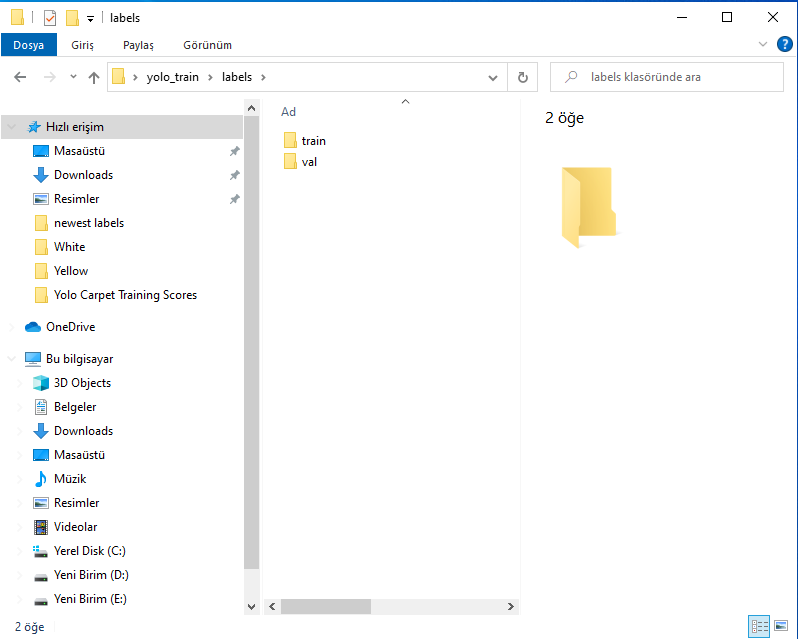 labels
Dosya Giriş Paylaş Görünüm
yolo_train labels
labels klasöründe ara
Hızlı erişim
Masaüstü
Downloads
Resimler
newest labels
White
Yellow
Yolo Carpet Training Scores
OneDrive
Bu bilgisayar
3D Objects
Belgeler
Downloads
Masaüstü
Müzik
Resimler
Videolar
Yerel Disk (C:)
Yeni Birim (D:)
Yeni Birim (E:)
Ad
train
val
2 öğe
2 öğe